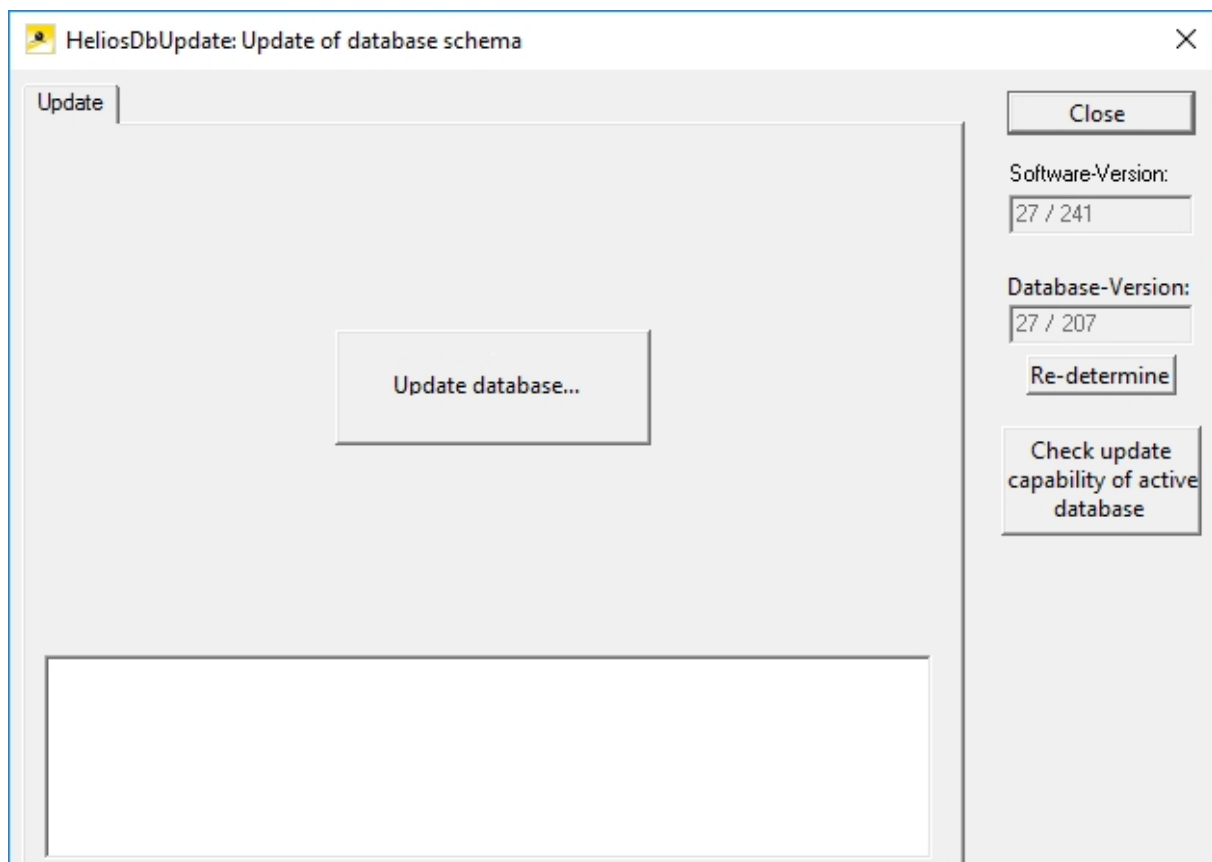 HeliosDbUpdate: Update of database schema
Update
Close
Software-Version:
27 / 241
Database-Version:
27 / 207
Re-determine
Update database...
Check update
capability of active
database